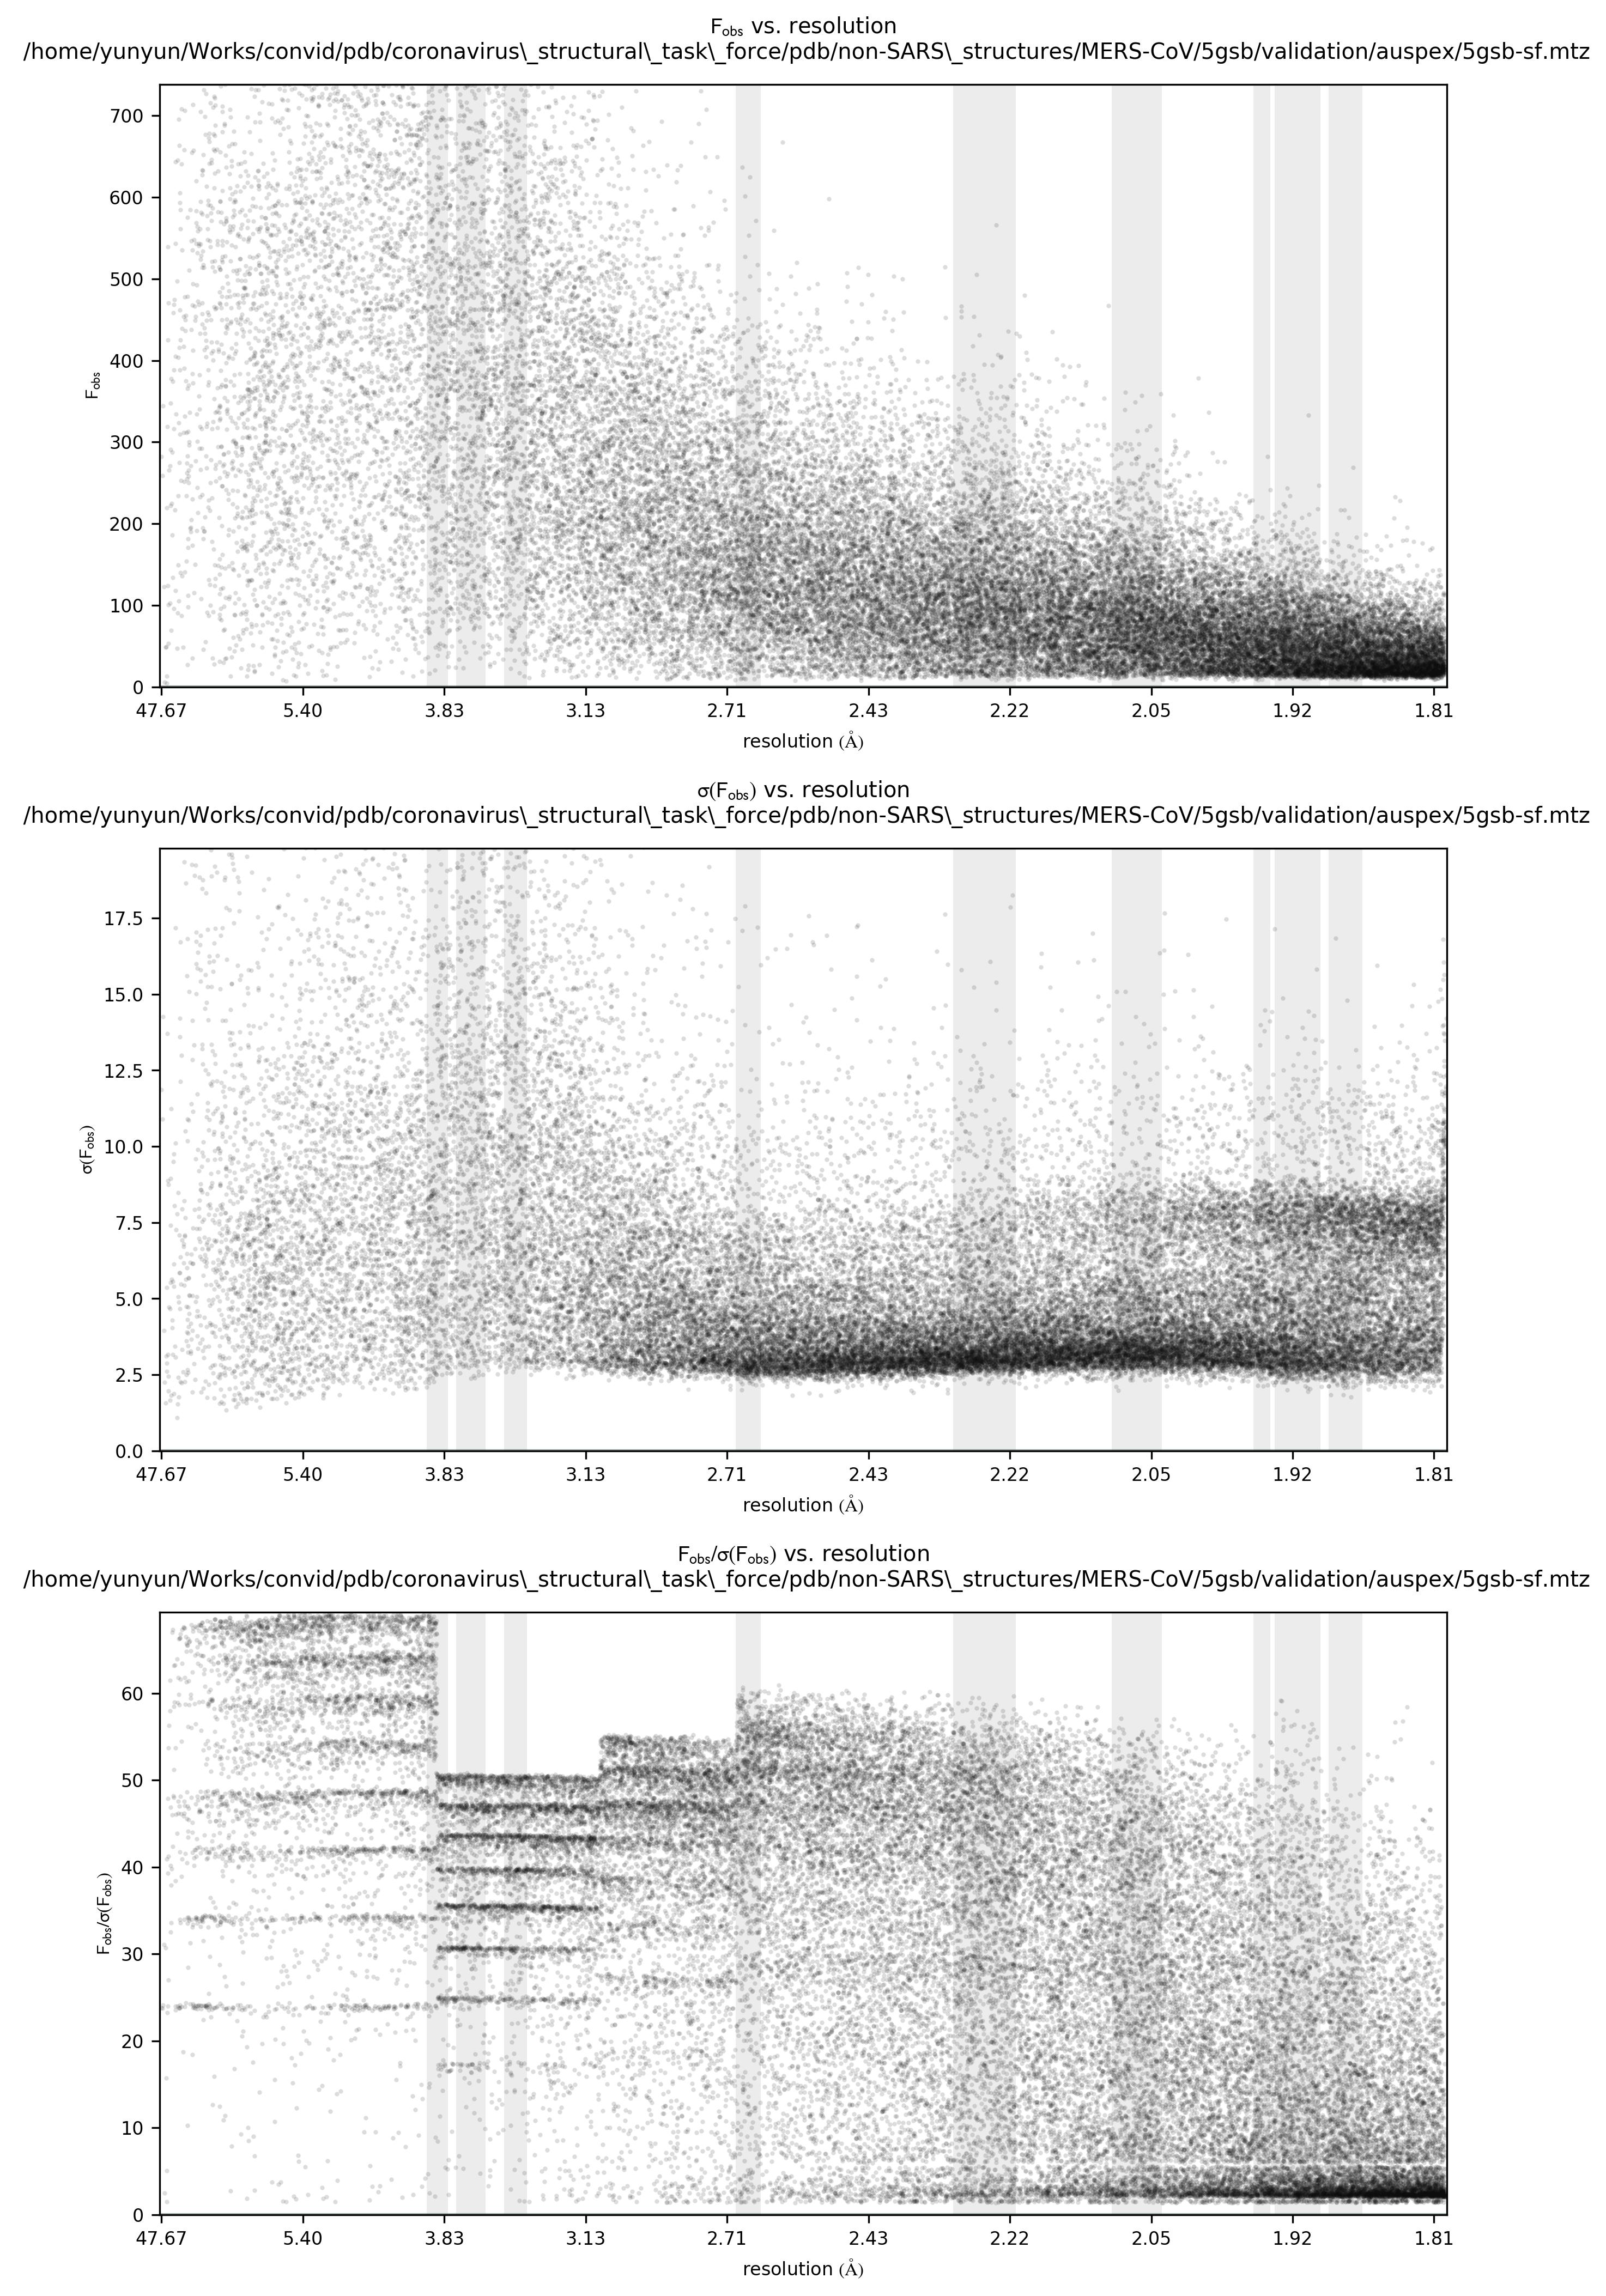 Fobs vs. resolution
/home/yunyun/Works/convid/pdb/coronavirus\_structural\_task\_force/pdb/non-SARS\_structures/MERS-CoV/5gsb/validation/auspex/5gsb-sf.mtz
700
600
500
400
300
200
100
0
Fobs
47.67 5.40 3.83 3.13 2.71 2.43 2.22 2.05 1.92 1.81
resolution (Å)
σ(Fobs) vs. resolution
/home/yunyun/Works/convid/pdb/coronavirus\_structural\_task\_force/pdb/non-SARS\_structures/MERS-CoV/5gsb/validation/auspex/5gsb-sf.mtz
17.5
15.0
12.5
10.0
7.5
5.0
2.5
0.0
σ(Fobs)
47.67 5.40 3.83 3.13 2.71 2.43 2.22 2.05 1.92 1.81
resolution (Å)
Fobs/σ(Fobs) vs. resolution
/home/yunyun/Works/convid/pdb/coronavirus\_structural\_task\_force/pdb/non-SARS\_structures/MERS-CoV/5gsb/validation/auspex/5gsb-sf.mtz
60
50
40
30
20
10
0
Fobs/σ(Fobs)
47.67 5.40 3.83 3.13 2.71 2.43 2.22 2.05 1.92 1.81
resolution (Å)